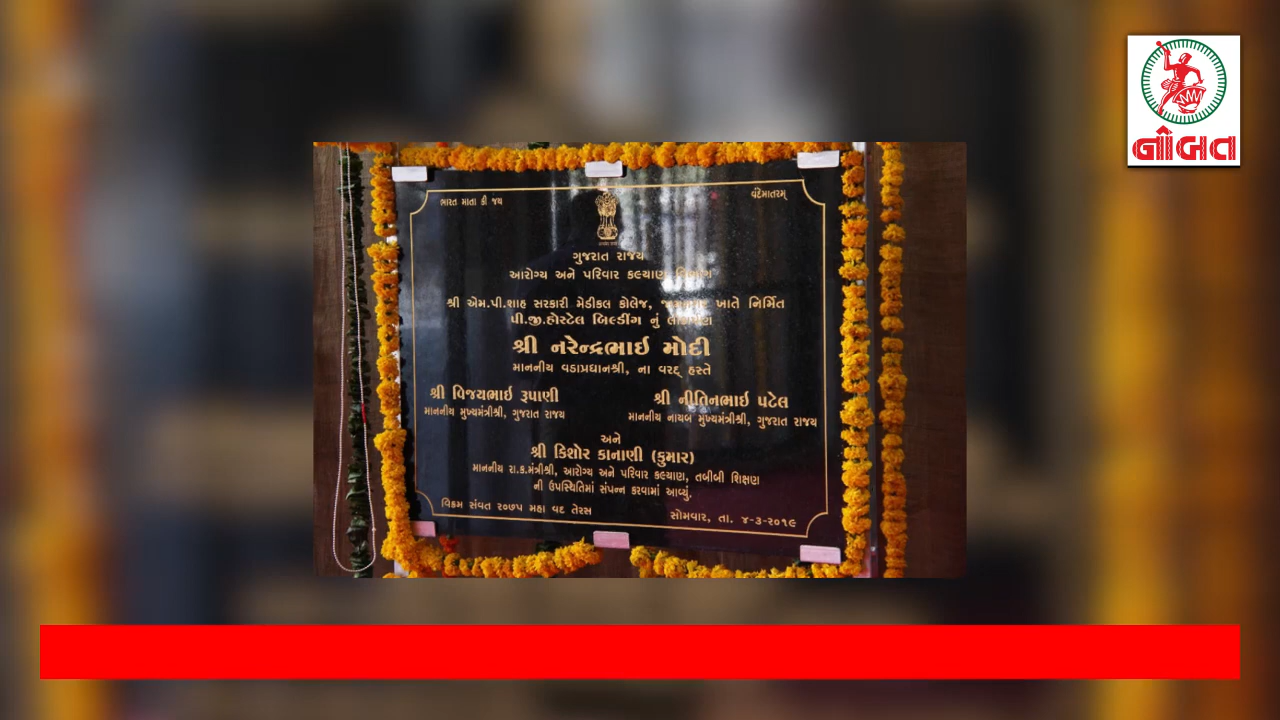 નોબત
ભારત માતા કી જય
વંદેમાતરમ્
ગુજરાત રાજ્ય
આરોગ્ય અને પરિવાર કલ્યાણ વિભાગ
શ્રી એમ.પી.શાહ સરકારી મેડીકલ કોલેજ, જામનગર ખાતે નિર્મિત
પી.જી.હોસ્ટેલ બિલ્ડીંગ નું લોકાર્પણ
શ્રી નરેન્દ્રભાઇ મોદી
માનનીય વડાપ્રધાનશ્રી, ના વરદ્ હસ્તે
શ્રી વિજયભાઇ રૂપાણી
માનનીય મુખ્યમંત્રીશ્રી, ગુજરાત રાજ્ય
શ્રી નીતિનભાઇ પટેલ
માનનીય નાયબ મુખ્યમંત્રીશ્રી, ગુજરાત રાજ્ય
અને
શ્રી કિશોર કાનાણી (કુમાર)
માનનીય રા.ક.મંત્રીશ્રી, આરોગ્ય અને પરિવાર કલ્યાણ, તબીબી શિક્ષણ
ની ઉપસ્થિતિમાં સંપન્ન કરવામાં આવ્યું.
વિક્રમ સંવત ૨૦૭૫ મહા વદ તેરસ
સોમવાર, તા. ૪-૩-૨૦૧૯